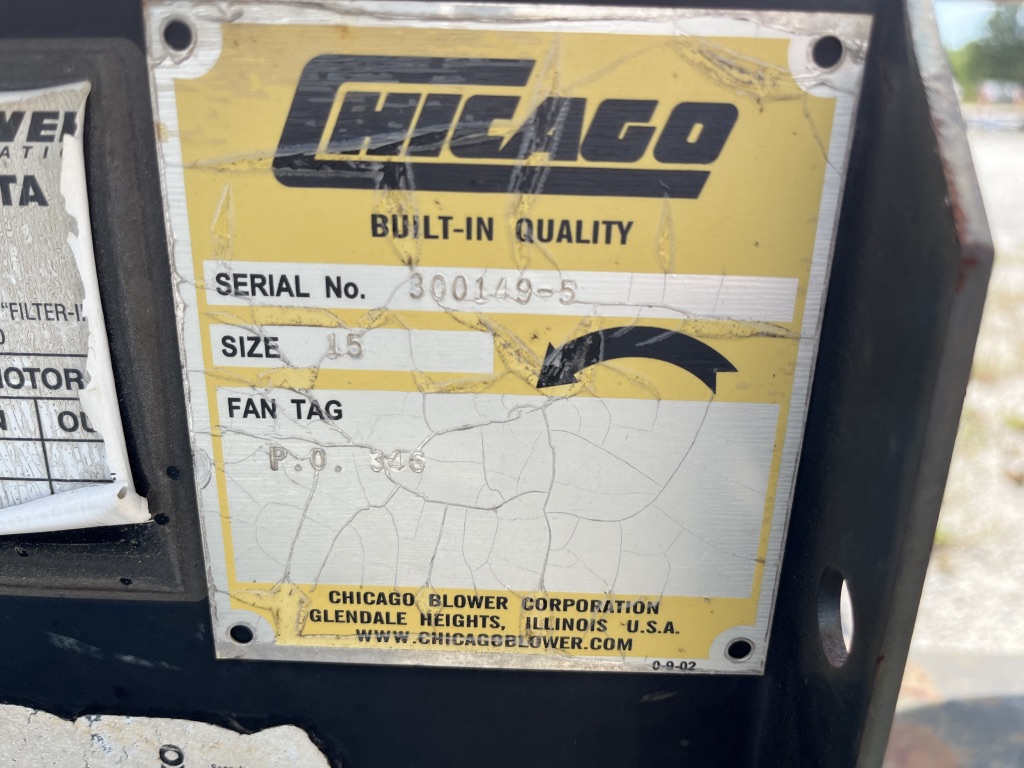 CHICAGO
BUILT-IN QUALITY
SERIAL No. 300149-5
SIZE 15
FAN TAG
P.O. 346
CHICAGO BLOWER CORPORATION
GLENDALE HEIGHTS, ILLINOIS U.S.A.
WWW.CHICAGOBLOWER.COM
0-9-02
TA
"FILTER-
MOTOR